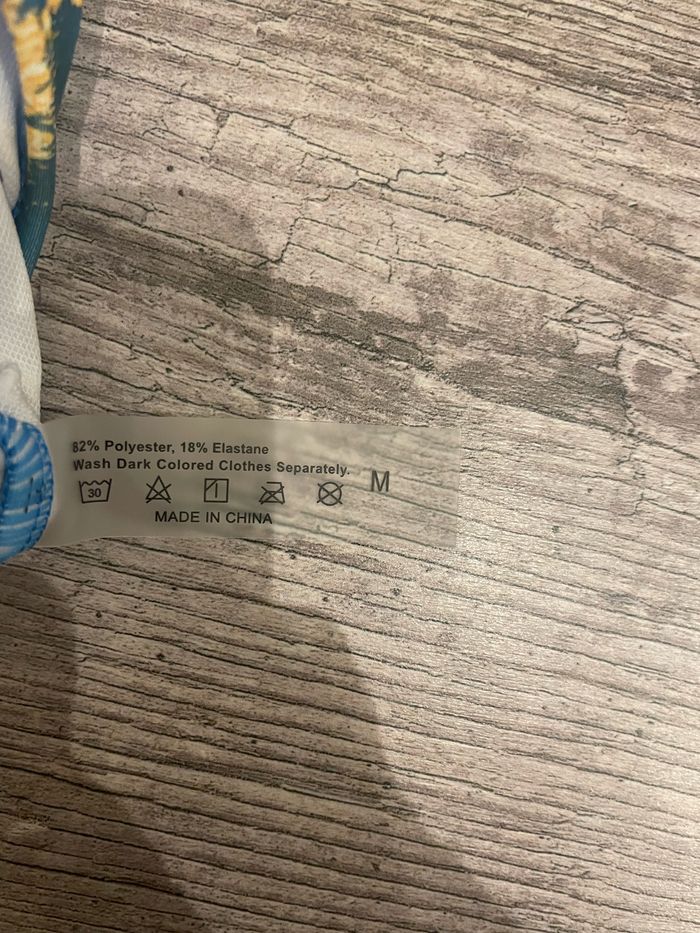 82% Polyester, 18% Elastane
Wash Dark Colored Clothes Separately.
30
M
MADE IN CHINA